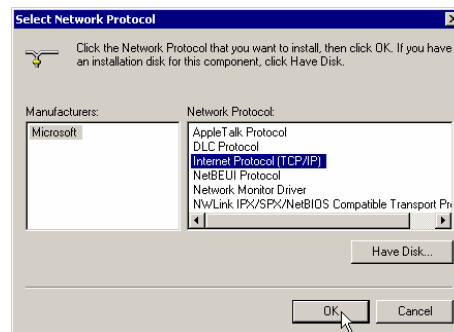 Select Network Protocol
Click the Network Protocol that you want to install, then click OK. If you have
an installation disk for this component, click Have Disk.
Manufacturers:
Network Protocol:
Microsoft
AppleTalk Protocol
DLC Protocol
Internet Protocol (TCP/IP)
NetBEUI Protocol
Network Monitor Driver
NWLink IPX/SPX/NetBIOS Compatible Transport
Have Disk...
OK
Cancel